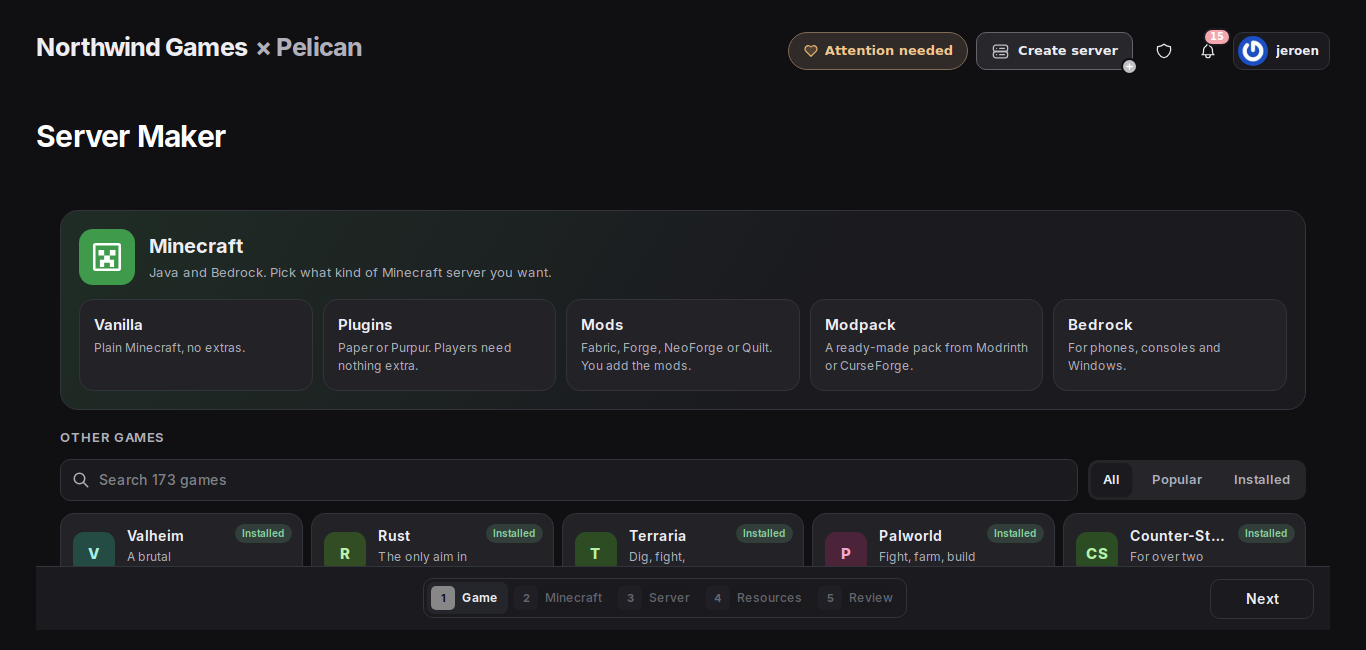 Northwind Games × Pelican
Attention needed
Create server
15
jeroen
Server Maker
Minecraft
Java and Bedrock. Pick what kind of Minecraft server you want.
Vanilla
Plain Minecraft, no extras.
Plugins
Paper or Purpur. Players need
nothing extra.
Mods
Fabric, Forge, NeoForge or Quilt.
You add the mods.
Modpack
A ready-made pack from Modrinth
or CurseForge.
Bedrock
For phones, consoles and
Windows.
OTHER GAMES
Search 173 games
All
Popular
Installed
V
Valheim
Installed
A brutal
R
Rust
Installed
The only aim in
T
Terraria
Installed
Dig, fight,
P
Palworld
Installed
Fight, farm, build
CS
Counter-St...
Installed
For over two
1 Game
2 Minecraft
3 Server
4 Resources
5 Review
Next